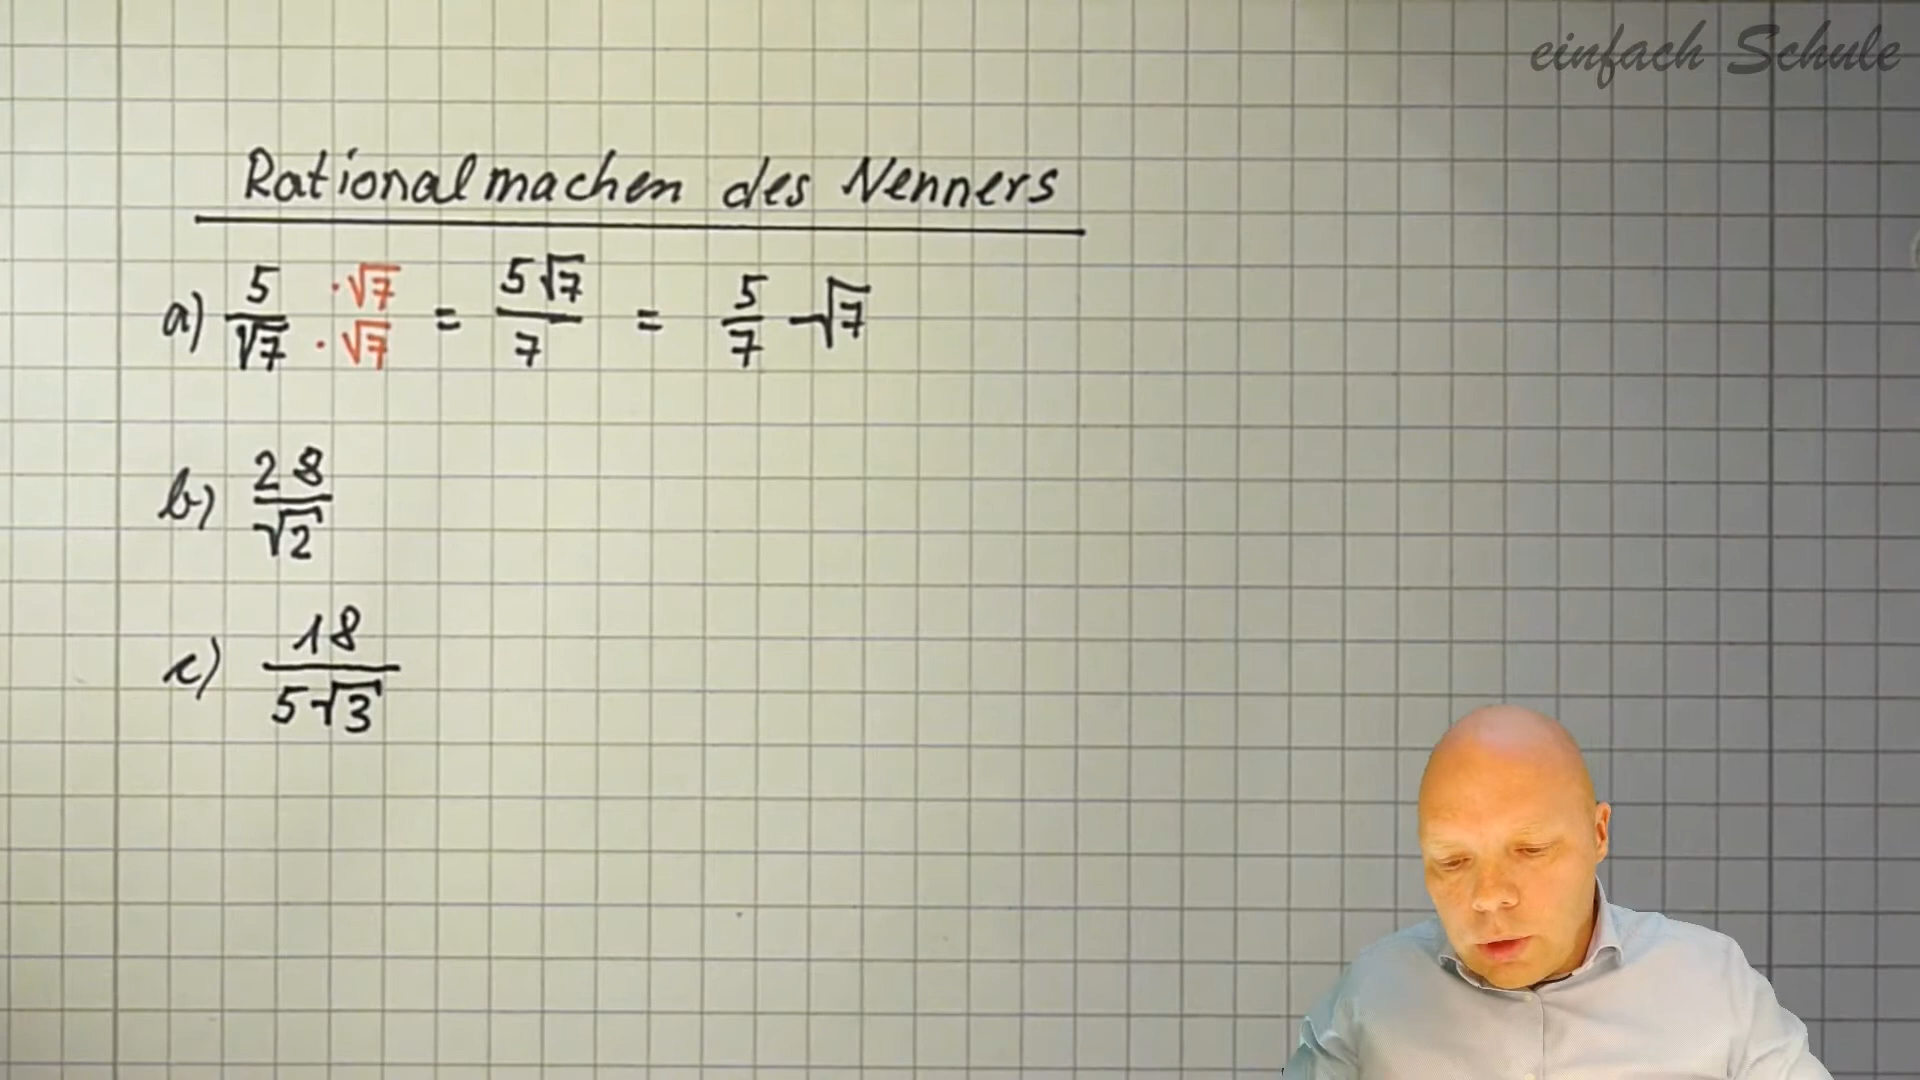 einfach Schule
Rationalmachen des Nenners
a) 5/√7 ·√7/·√7 = 5√7/7 = 5/7 √7
b) 28/√2
c) 18/5√3